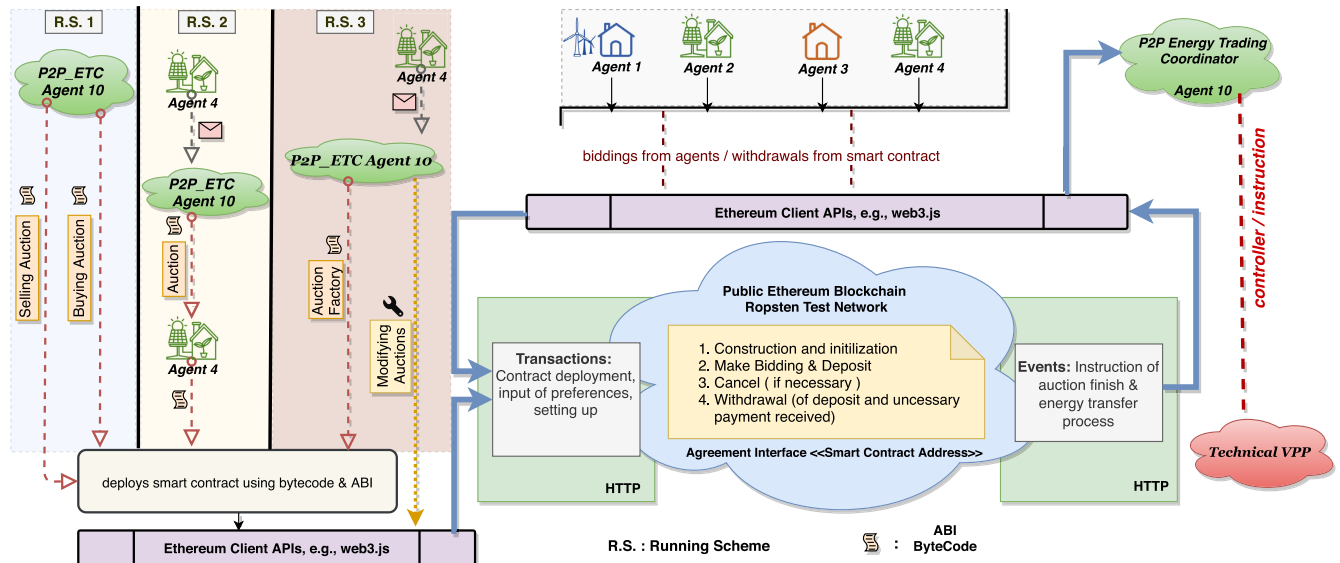 R.S. 1
R.S. 2
R.S. 3
P2P_ETC
Agent 10
Selling Auction
Buying Auction
Agent 4
P2P_ETC
Agent 10
Auction
Agent 4
Agent 4
P2P_ETC Agent 10
Auction
Factory
Modifying
Auctions
deploys smart contract using bytecode & ABI
Ethereum Client APIs, e.g., web3.js
Agent 1
Agent 2
Agent 3
Agent 4
biddings from agents / withdrawals from smart contract
Ethereum Client APIs, e.g., web3.js
P2P Energy Trading
Coordinator
Agent 10
controller / instruction
Technical VPP
Public Ethereum Blockchain
Ropsten Test Network
1. Construction and initilization
2. Make Bidding & Deposit
3. Cancel ( if necessary )
4. Withdrawal (of deposit and uncessary
payment received)
Agreement Interface <<Smart Contract Address>>
Transactions:
Contract deployment,
input of preferences,
setting up
HTTP
Events: Instruction of
auction finish &
energy transfer
process
HTTP
R.S. : Running Scheme
: ABI
ByteCode